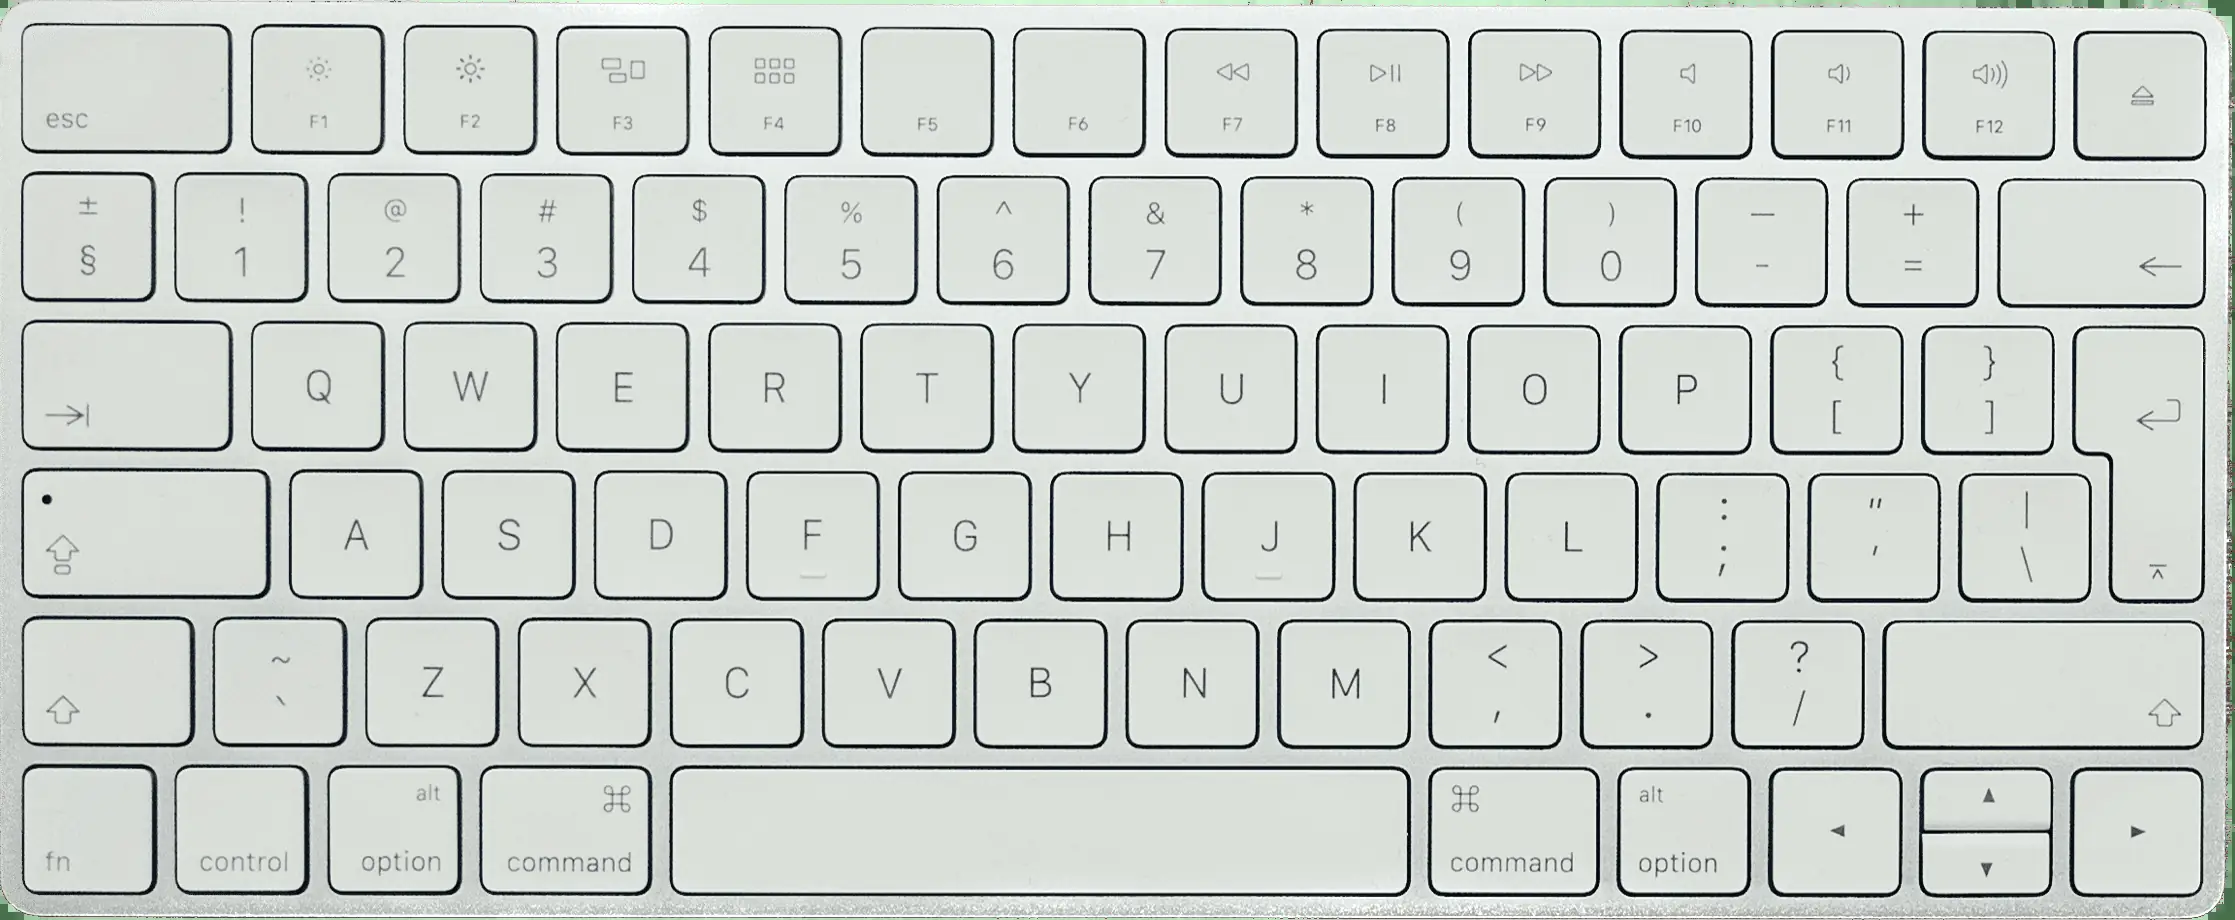 esc F1 F2 F3 F4 F5 F6 F7 F8 F9 F10 F11 F12
± ! @ # $ % ^ & * ( ) — +
§ 1 2 3 4 5 6 7 8 9 0 - =
Q W E R T Y U I O P { }
[ ]
A S D F G H J K L : " |
; ' \
~ Z X C V B N M < > ?
` , . /
alt ⌘ ⌘ alt
fn control option command command option